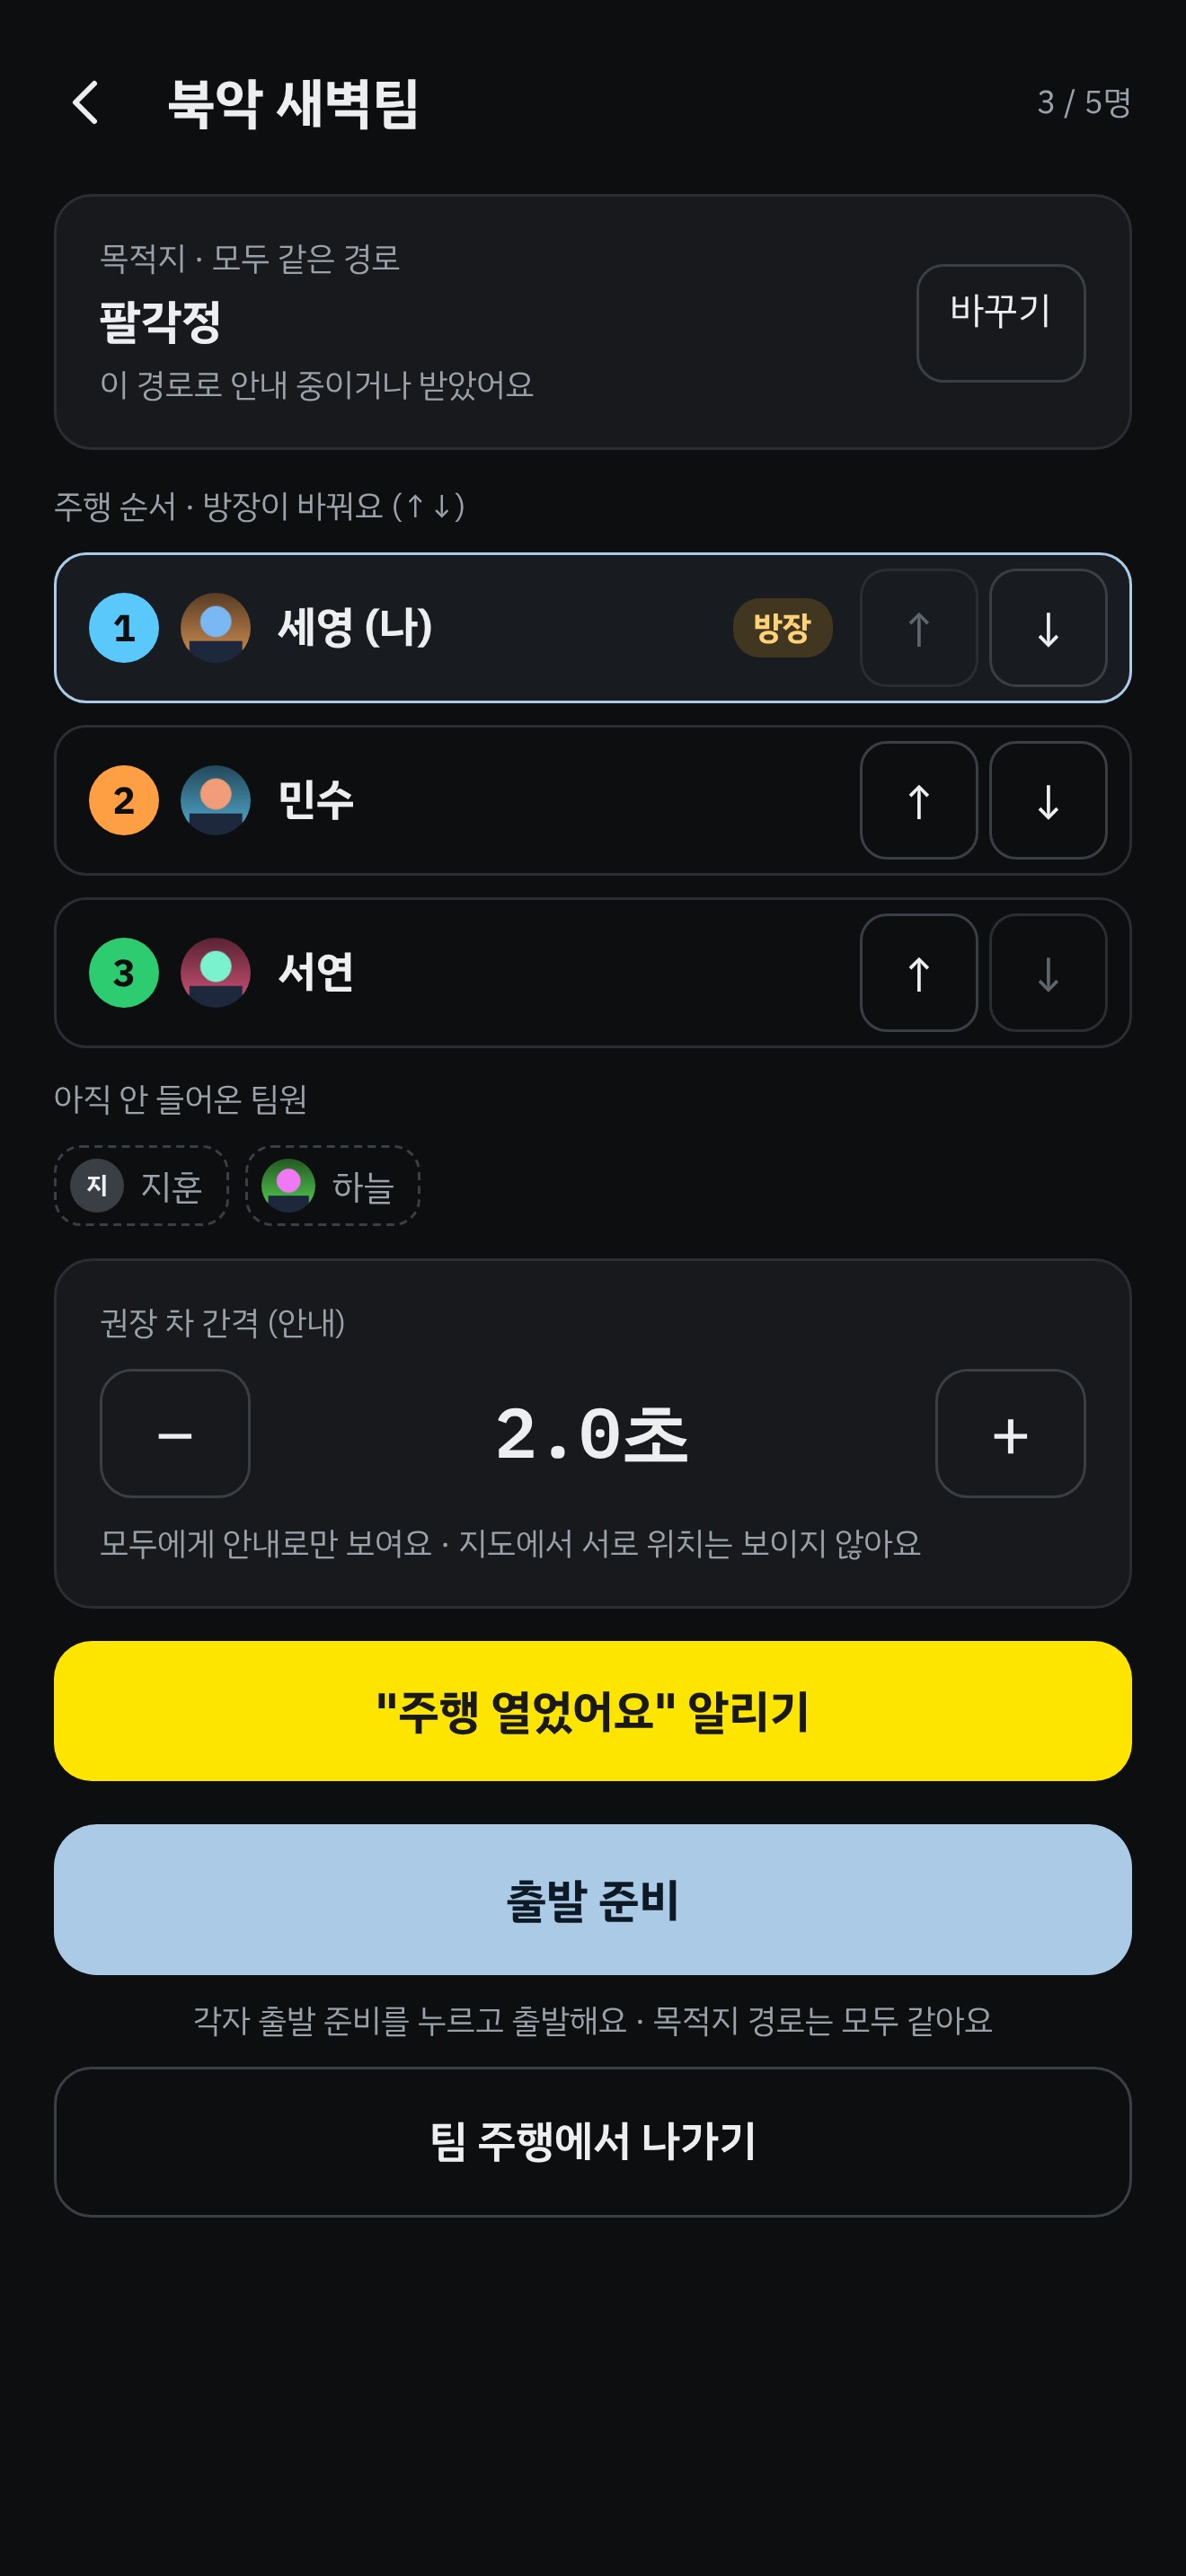 북악 새벽팀
3 / 5명
목적지 · 모두 같은 경로
팔각정
이 경로로 안내 중이거나 받았어요
바꾸기
주행 순서 · 방장이 바꿔요 (↑↓)
1 세영 (나) 방장 ↑ ↓
2 민수 ↑ ↓
3 서연 ↑ ↓
아직 안 들어온 팀원
지 지훈 하늘
권장 차 간격 (안내)
− 2.0초 +
모두에게 안내로만 보여요 · 지도에서 서로 위치는 보이지 않아요
"주행 열었어요" 알리기
출발 준비
각자 출발 준비를 누르고 출발해요 · 목적지 경로는 모두 같아요
팀 주행에서 나가기